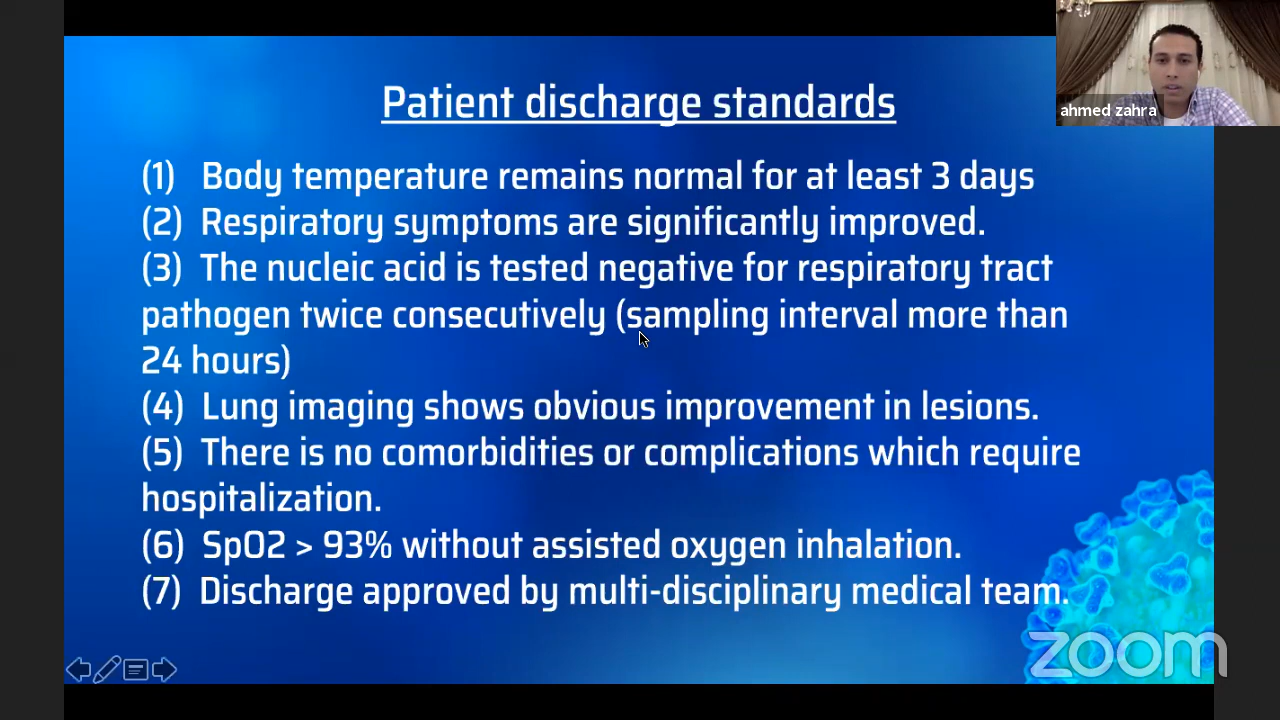 Patient discharge standards
ahmed zahra
(1) Body temperature remains normal for at least 3 days
(2) Respiratory symptoms are significantly improved.
(3) The nucleic acid is tested negative for respiratory tract
pathogen twice consecutively (sampling interval more than
24 hours)
(4) Lung imaging shows obvious improvement in lesions.
(5) There is no comorbidities or complications which require
hospitalization.
(6) SpO2 > 93% without assisted oxygen inhalation.
(7) Discharge approved by multi-disciplinary medical team.
zoom